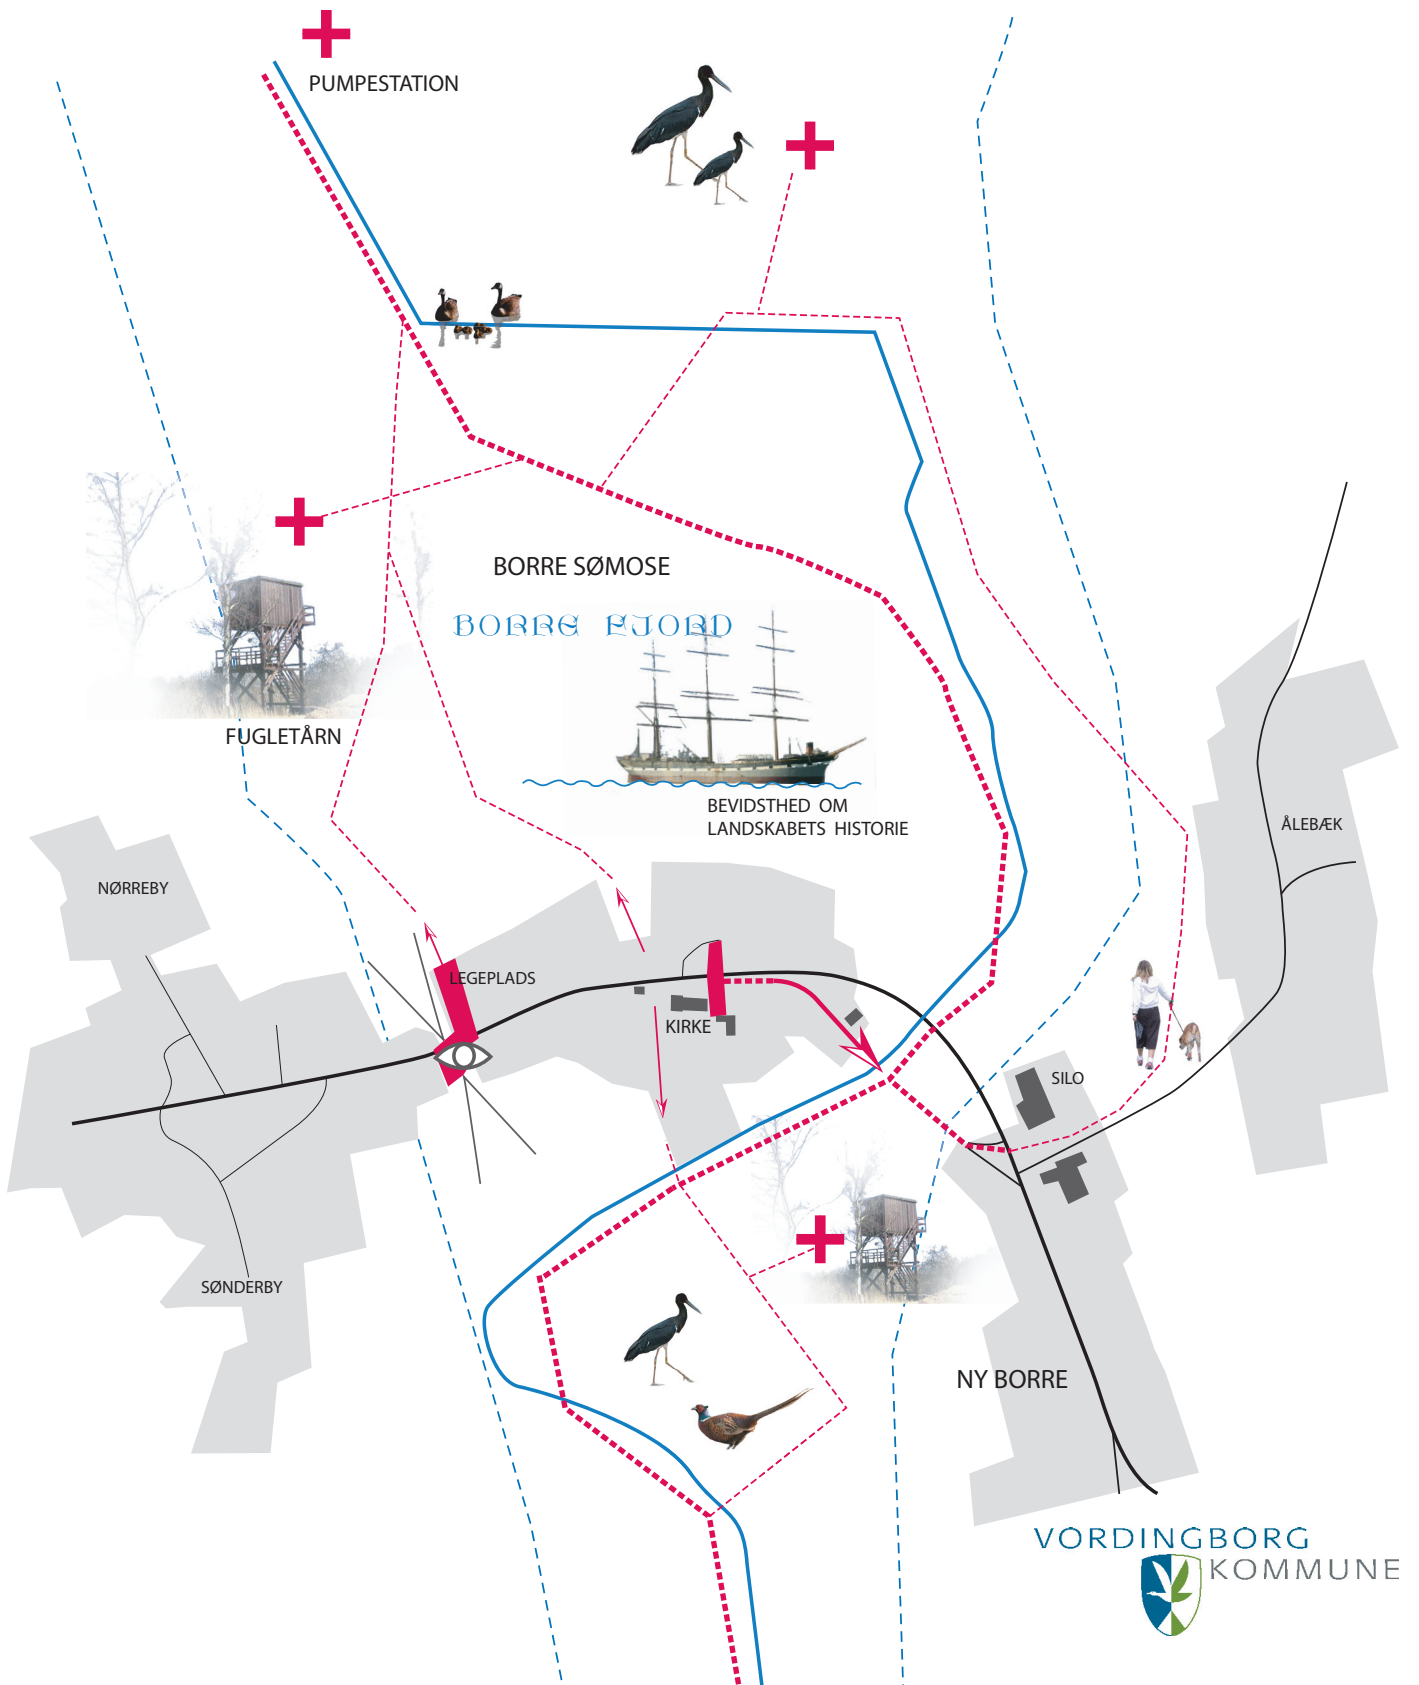 PUMPESTATION
BORRE SØMOSE
BORRE FJORD
FUGLETÅRN
BEVIDSTHED OM
LANDSKABETS HISTORIE
ÅLEBÆK
NØRREBY
LEGEPLADS
KIRKE
SILO
SØNDERBY
NY BORRE
VORDINGBORG
KOMMUNE